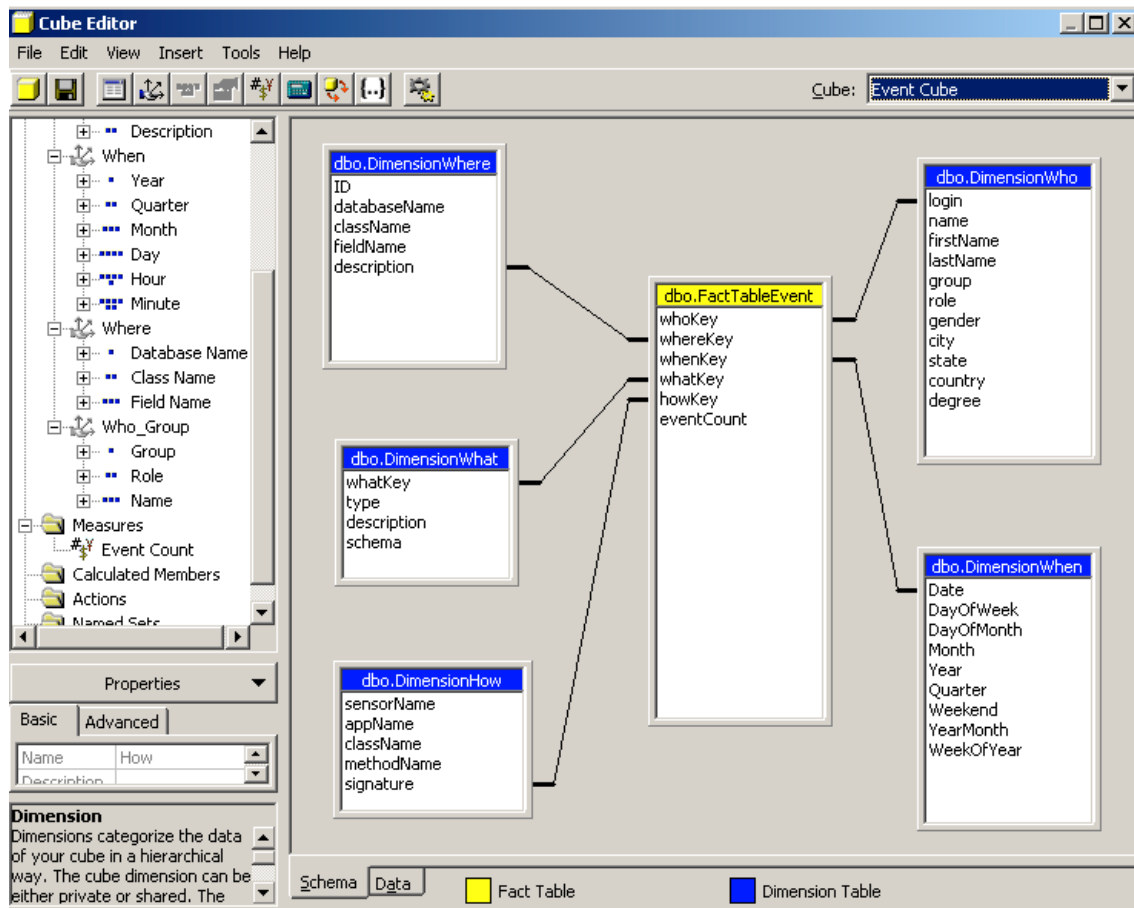 Cube Editor
File Edit View Insert Tools Help
Cube: Event Cube
Description
When
Year
Quarter
Month
Day
Hour
Minute
Where
Database Name
Class Name
Field Name
Who_Group
Group
Role
Name
Measures
Event Count
Calculated Members
Actions
Named Sets
Properties
Basic Advanced
Name How
Description
Dimension
Dimensions categorize the data
of your cube in a hierarchical
way. The cube dimension can be
either private or shared. The
dbo.DimensionWhere
ID
databaseName
className
fieldName
description
dbo.DimensionWhat
whatKey
type
description
schema
dbo.DimensionHow
sensorName
appName
className
methodName
signature
dbo.FactTableEvent
whoKey
whereKey
whenKey
whatKey
howKey
eventCount
dbo.DimensionWho
login
name
firstName
lastName
group
role
gender
city
state
country
degree
dbo.DimensionWhen
Date
DayOfWeek
DayOfMonth
Month
Year
Quarter
Weekend
YearMonth
WeekOfYear
Schema Data Fact Table Dimension Table